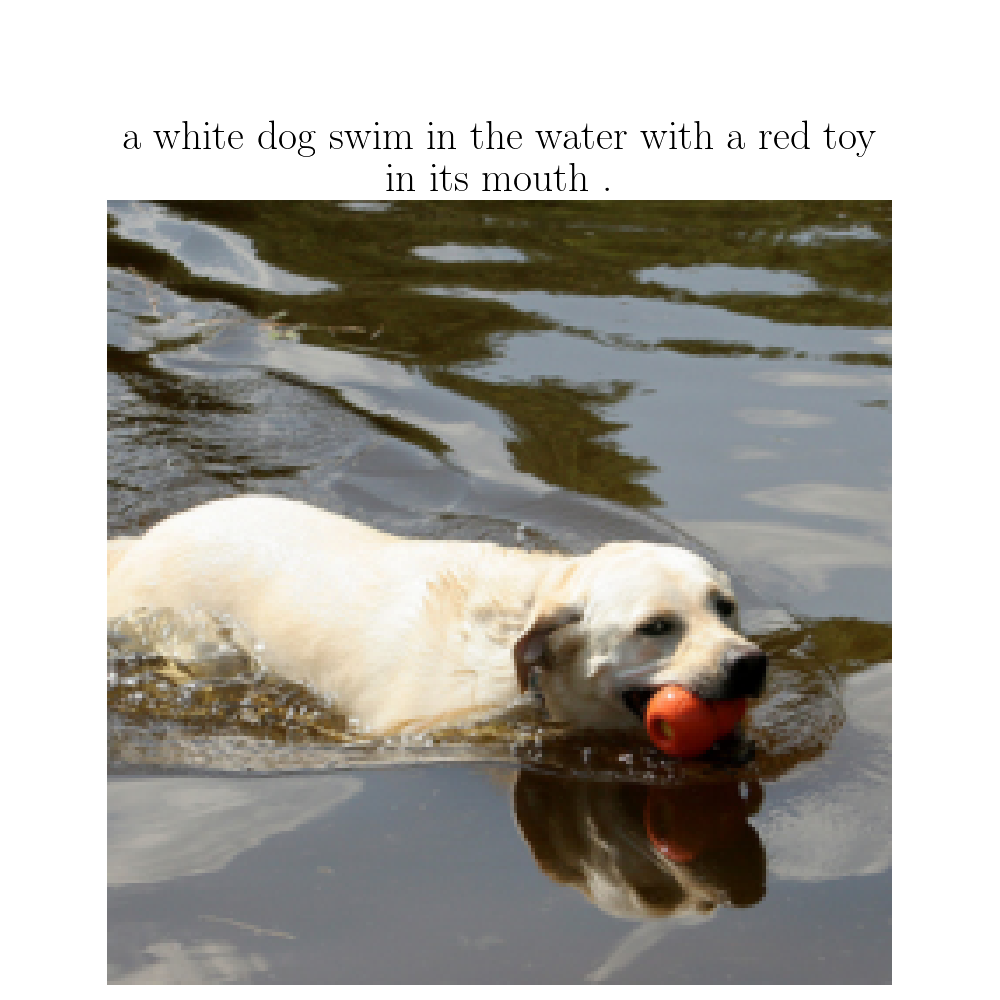 a white dog swim in the water with a red toy
in its mouth .